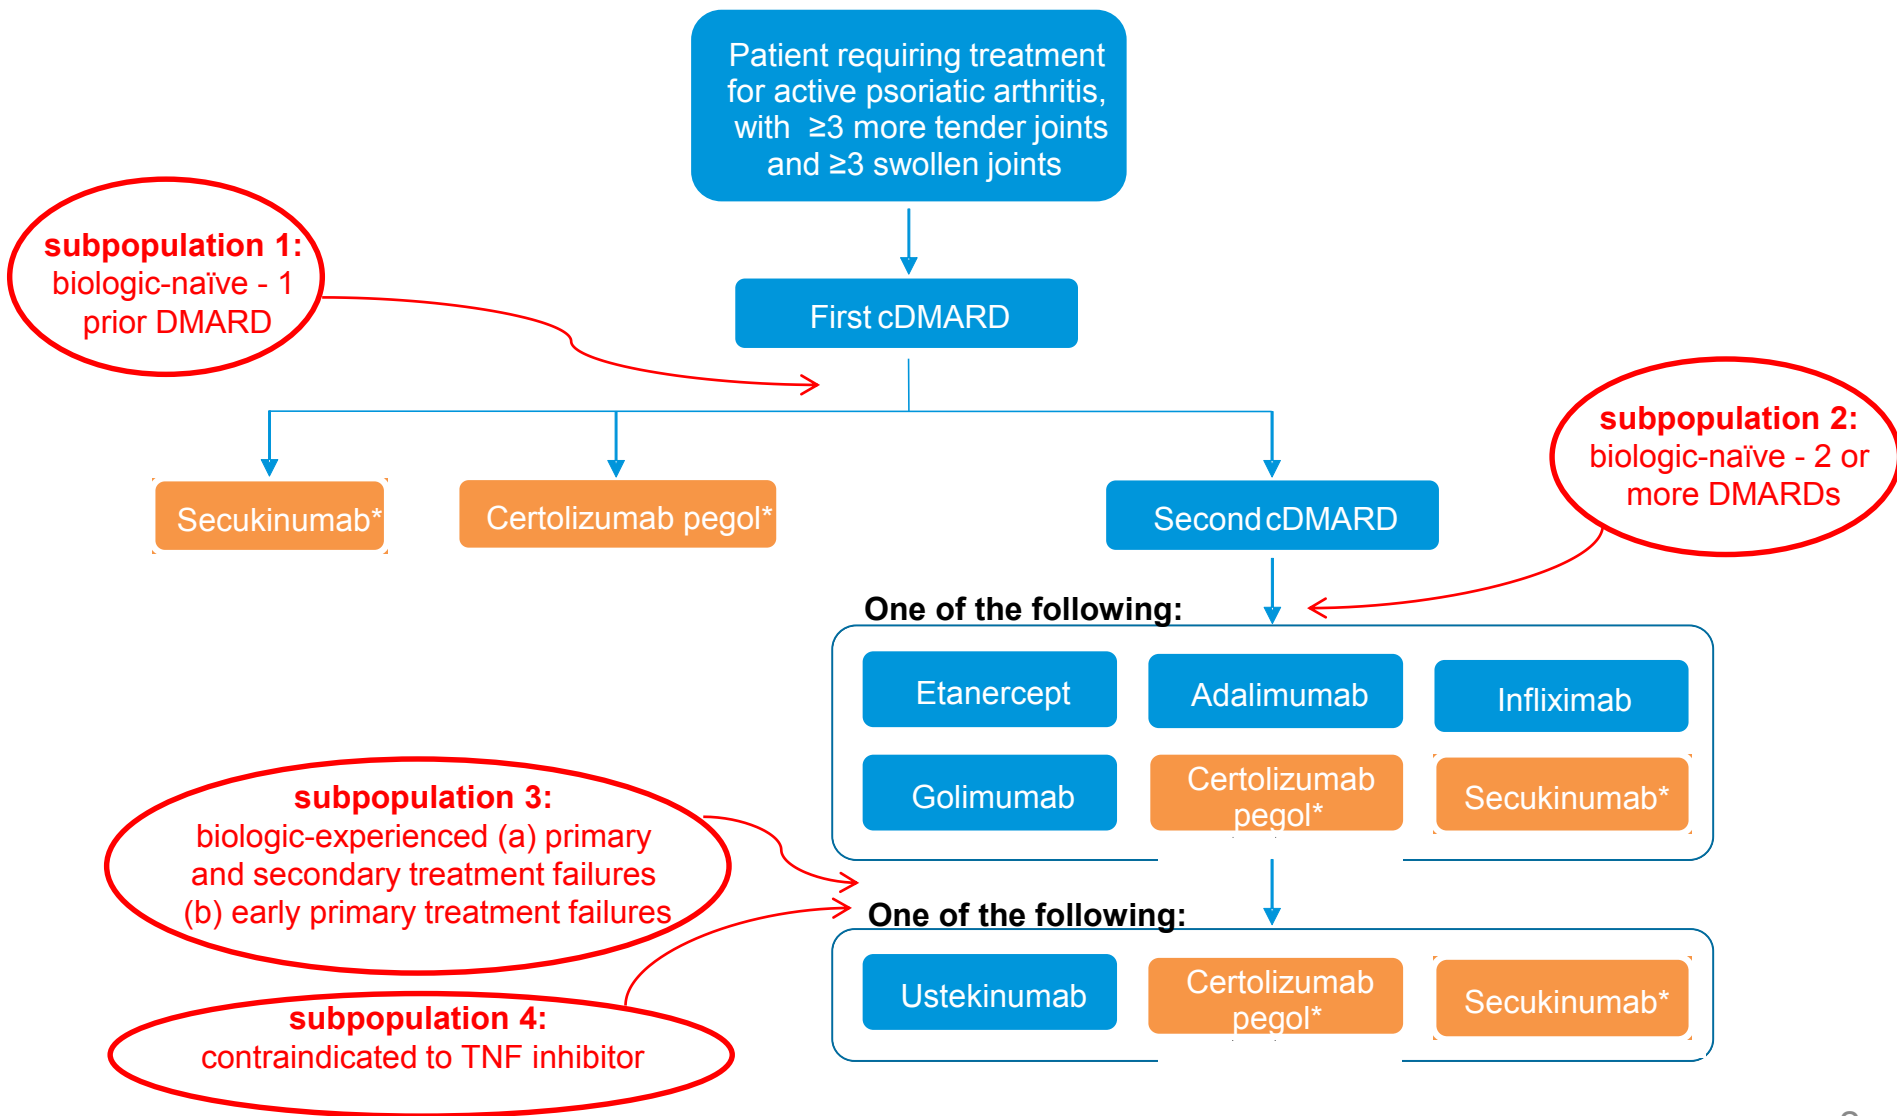 Patient requiring treatment
for active psoriatic arthritis,
with ≥3 more tender joints
and ≥3 swollen joints
subpopulation 1:
biologic-naïve - 1
prior DMARD
First cDMARD
subpopulation 2:
biologic-naïve - 2 or
more DMARDs
Secukinumab*
Certolizumab pegol*
Second cDMARD
One of the following:
Etanercept
Adalimumab
Infliximab
Golimumab
Certolizumab
pegol*
Secukinumab*
subpopulation 3:
biologic-experienced (a) primary
and secondary treatment failures
(b) early primary treatment failures
One of the following:
Ustekinumab
Certolizumab
pegol*
Secukinumab*
subpopulation 4:
contraindicated to TNF inhibitor